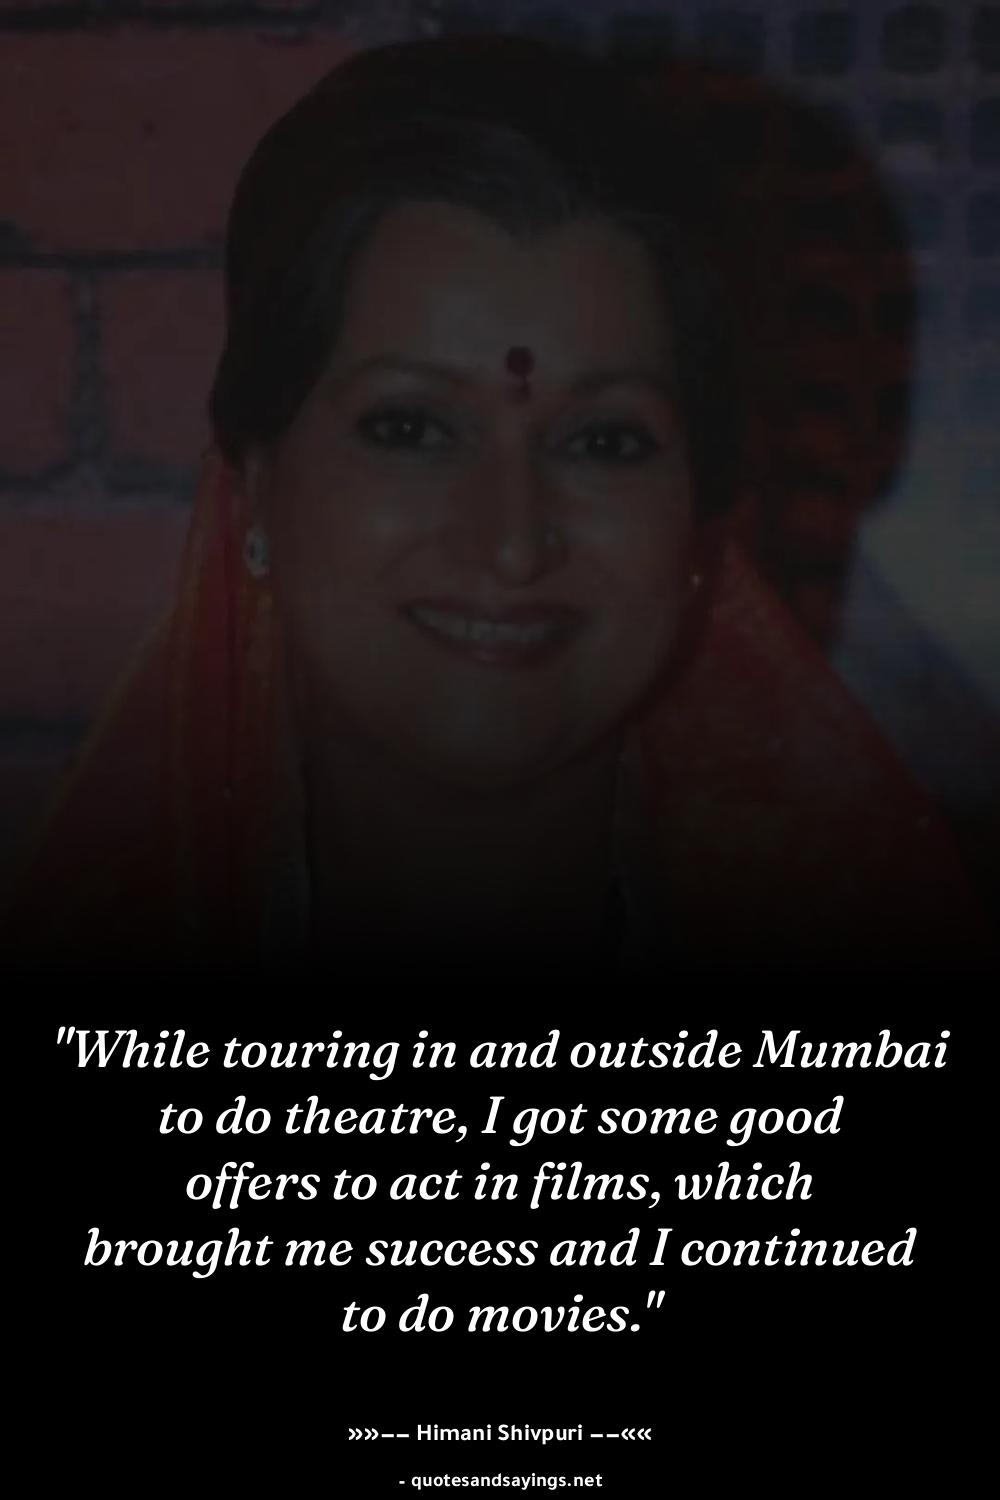 "While touring in and outside Mumbai
to do theatre, I got some good
offers to act in films, which
brought me success and I continued
to do movies."
»»–– Himani Shivpuri ––««
- quotesandsayings.net